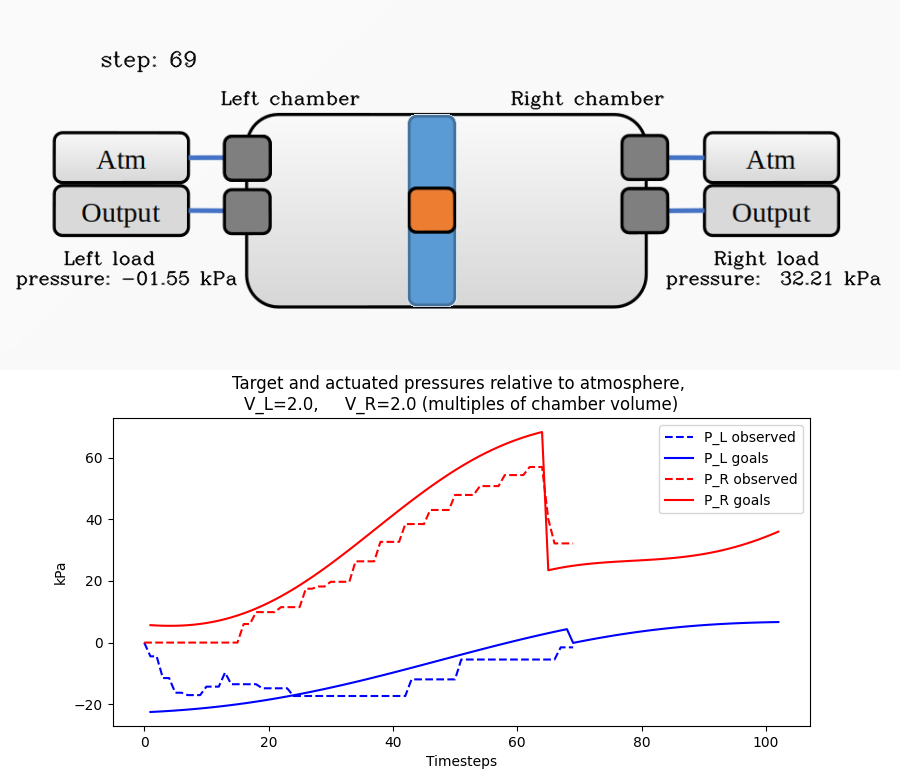 step: 69
Left chamber
Right chamber
Atm
Atm
Output
Output
Left load
pressure: -01.55 kPa
Right load
pressure:  32.21 kPa
Target and actuated pressures relative to atmosphere,
V_L=2.0,     V_R=2.0 (multiples of chamber volume)
P_L observed
P_L goals
P_R observed
P_R goals
60
40
20
0
−20
kPa
0 20 40 60 80 100
Timesteps